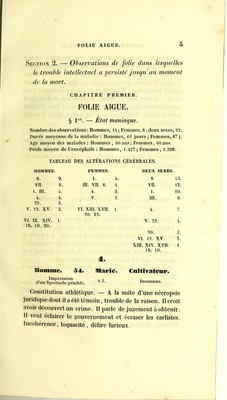 FOLIE AIGUE. 5
SECTION 2. — Observations de folie dans lesquelles
le trouble intellectuel a persisté jusqu'au moment
de la mort.
CHAPITRE PREMIER.
FOLIE AIGUE.
§ 1er. — État maniaque.
Nombre des observations: Hommes, 14; Femmes, 8; deux sexes, 22.
Durée moyenne de la maladie: Hommes, 61 jours; Femmes, 87 j.
Age moyen des malades: Hommes, 40 ans; Femmes, 40 ans.
Poids moyen de l'encéphale: Hommes, 1,427; Femmes, 1,298.
TABLEAU DES ALTÉRATIONS CÉRÉBRALES.
HOMMES. FEMMES. DEUX SEXES.
8. 9. I. 5. 8 13.
VII. 8. III. VII. 8. 4. VII. 12.
I. III. 5. 4. 3. I. 10.
4. 4. V. 2. III. 9.
22. 3.
V. 12. XV. 2. VI. XIII. XVII. 1. 4. 7.
20. 22.
VI. IX. XIV. 1. V. 22. 4.
18. 19. 20.
20. 3.
VI. 12. XV. 2.
XIII. XIV. XVII. 1.
18. 19.
4.
Homme. 54. Marié. Cultivateur.
Impression
d'un Spectacle pénible. Inconnue.
Constitution athlétique. — A la suite d'une nécropsie
juridique dont il a été témoin, trouble de la raison. Il croit
avoir découvert un crime. Il parle de jugement à obtenir.
Il veut éclairer le gouvernement et écraser les carlistes.
Incohérence, loquacité, délire furieux.